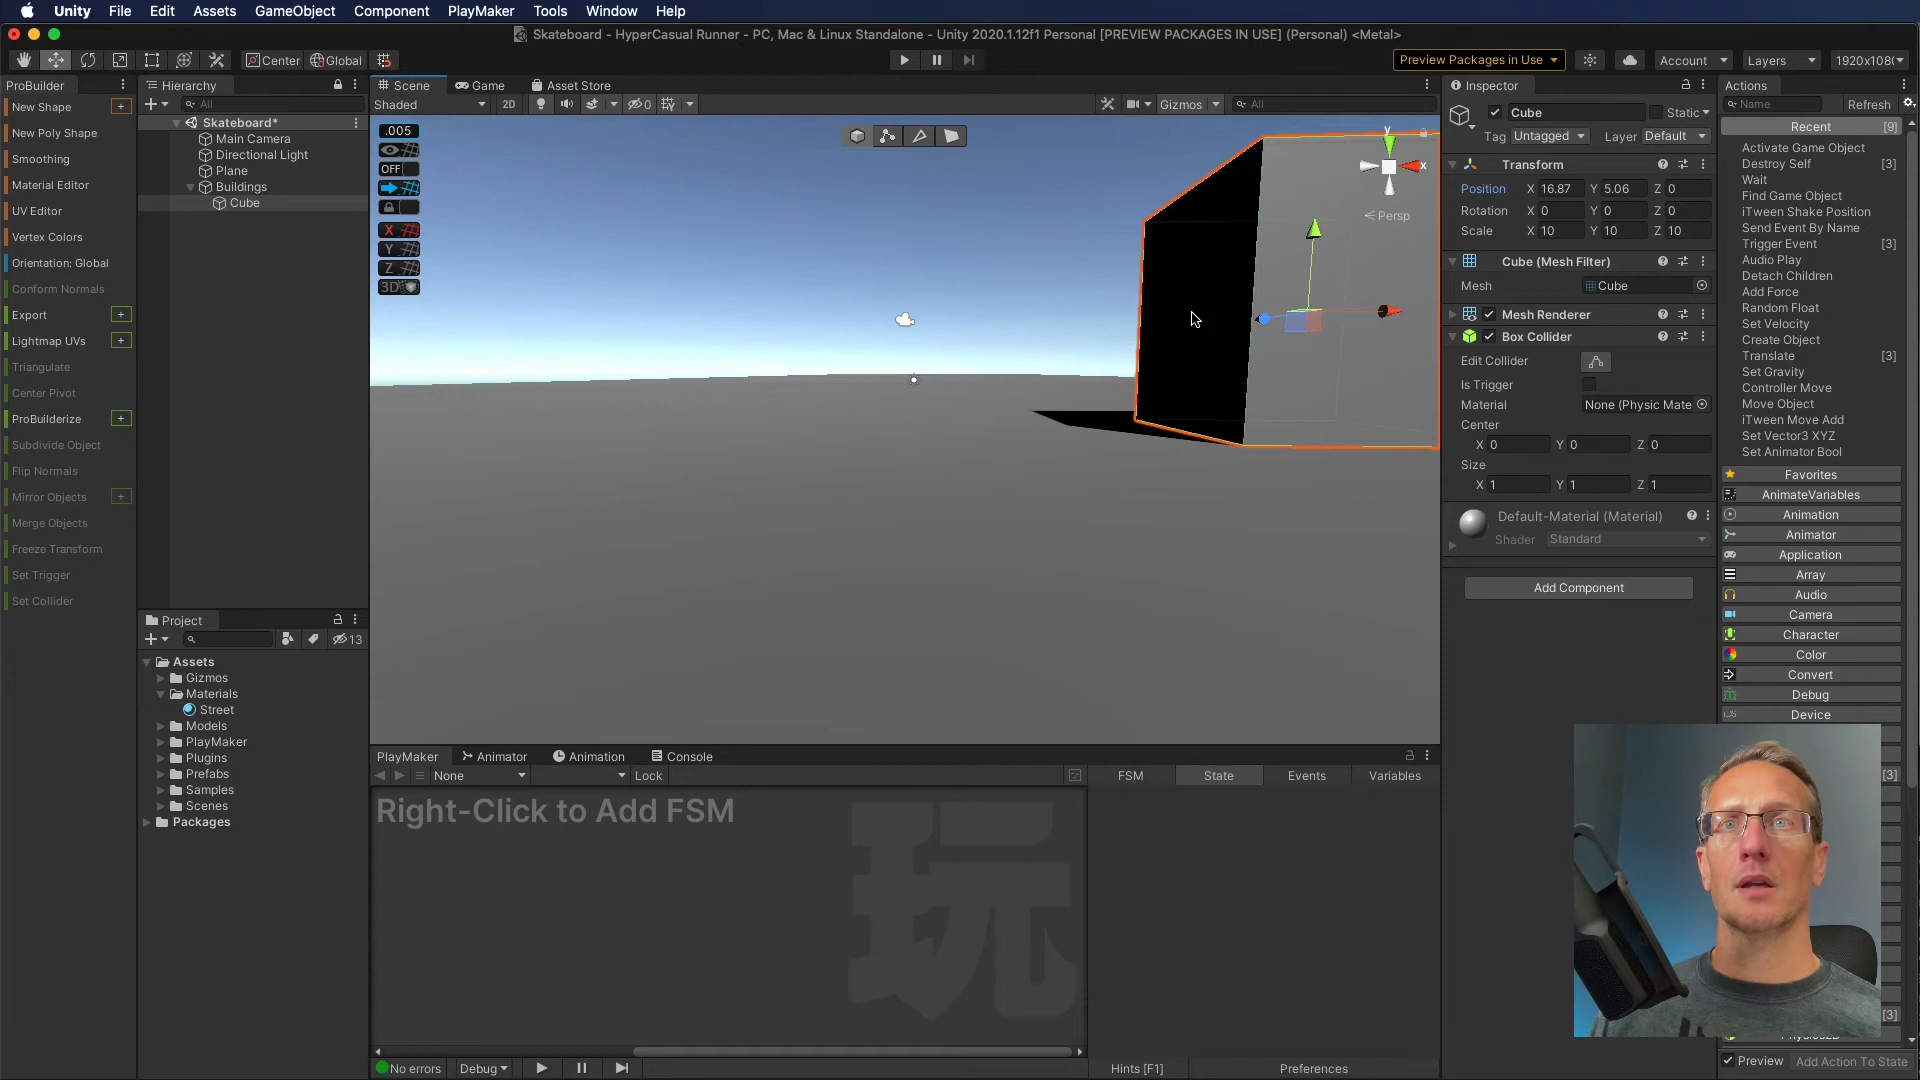 Unity File Edit Assets GameObject Component PlayMaker Tools Window Help
Skateboard - HyperCasual Runner - PC, Mac & Linux Standalone - Unity 2020.1.12f1 Personal [PREVIEW PACKAGES IN USE] (Personal) <Metal>
Center Global Preview Packages in Use Account Layers 1920x108(
ProBuilder
New Shape +
New Poly Shape
Smoothing
Material Editor
UV Editor
Vertex Colors
Orientation: Global
Conform Normals
Export +
Lightmap UVs +
Triangulate
Center Pivot
ProBuilderize +
Subdivide Object
Flip Normals
Mirror Objects +
Merge Objects
Freeze Transform
Set Trigger
Set Collider
Hierarchy
All
Skateboard*
Main Camera
Directional Light
Plane
Buildings
Cube
Project
13
Assets
Gizmos
Materials
Street
Models
PlayMaker
Plugins
Prefabs
Samples
Scenes
Packages
Scene Game Asset Store
Shaded 2D 0 Gizmos All
.005
OFF
X
Y
Z
3D
y
x
Persp
PlayMaker Animator Animation Console
None Lock FSM State Events Variables
Right-Click to Add FSM
玩
No errors Debug Hints [F1] Preferences
Inspector
Cube Static
Tag Untagged Layer Default
Transform
Position X 16.87 Y 5.06 Z 0
Rotation X 0 Y 0 Z 0
Scale X 10 Y 10 Z 10
Cube (Mesh Filter)
Mesh Cube
Mesh Renderer
Box Collider
Edit Collider
Is Trigger
Material None (Physic Mate
Center
X 0 Y 0 Z 0
Size
X 1 Y 1 Z 1
Default-Material (Material)
Shader Standard
Add Component
Actions
Name Refresh
Recent [9]
Activate Game Object
Destroy Self [3]
Wait
Find Game Object
iTween Shake Position
Send Event By Name
Trigger Event [3]
Audio Play
Detach Children
Add Force
Random Float
Set Velocity
Create Object
Translate [3]
Set Gravity
Controller Move
Move Object
iTween Move Add
Set Vector3 XYZ
Set Animator Bool
Favorites
AnimateVariables
Animation
Animator
Application
Array
Audio
Camera
Character
Color
Convert
Debug
Device
[3]
[3]
Preview Add Action To State